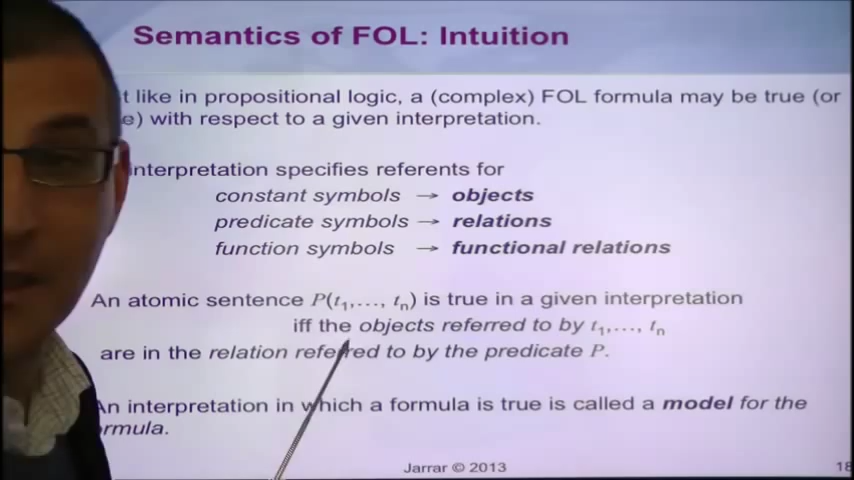 Semantics of FOL: Intuition
t like in propositional logic, a (complex) FOL formula may be true (or
e) with respect to a given interpretation.
interpretation specifies referents for
constant symbols → objects
predicate symbols → relations
function symbols → functional relations
An atomic sentence P(t₁,..., tₙ) is true in a given interpretation
iff the objects referred to by t₁,..., tₙ
are in the relation referred to by the predicate P.
An interpretation in which a formula is true is called a model for the
ormula.
Jarrar © 2013
18